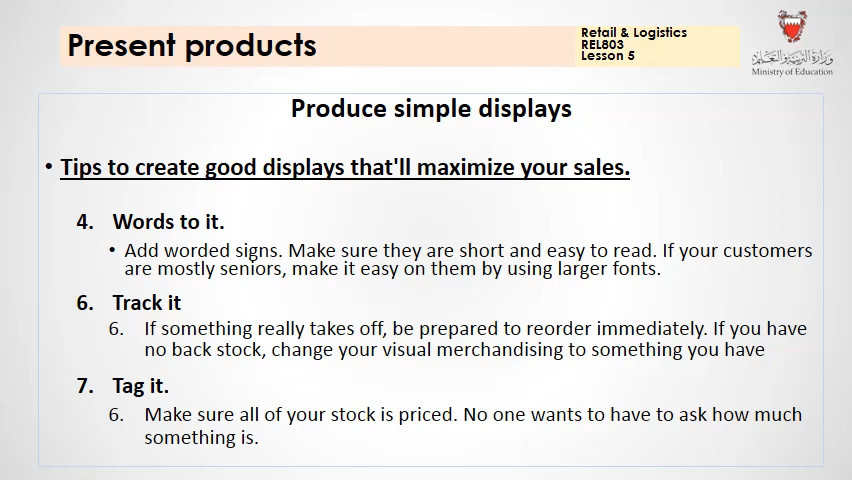 Present products
Retail & Logistics
REL803
Lesson 5
وزارة التربية والتعليم
Ministry of Education
Produce simple displays
• Tips to create good displays that'll maximize your sales.
4. Words to it.
• Add worded signs. Make sure they are short and easy to read. If your customers
are mostly seniors, make it easy on them by using larger fonts.
6. Track it
6. If something really takes off, be prepared to reorder immediately. If you have
no back stock, change your visual merchandising to something you have
7. Tag it.
6. Make sure all of your stock is priced. No one wants to have to ask how much
something is.